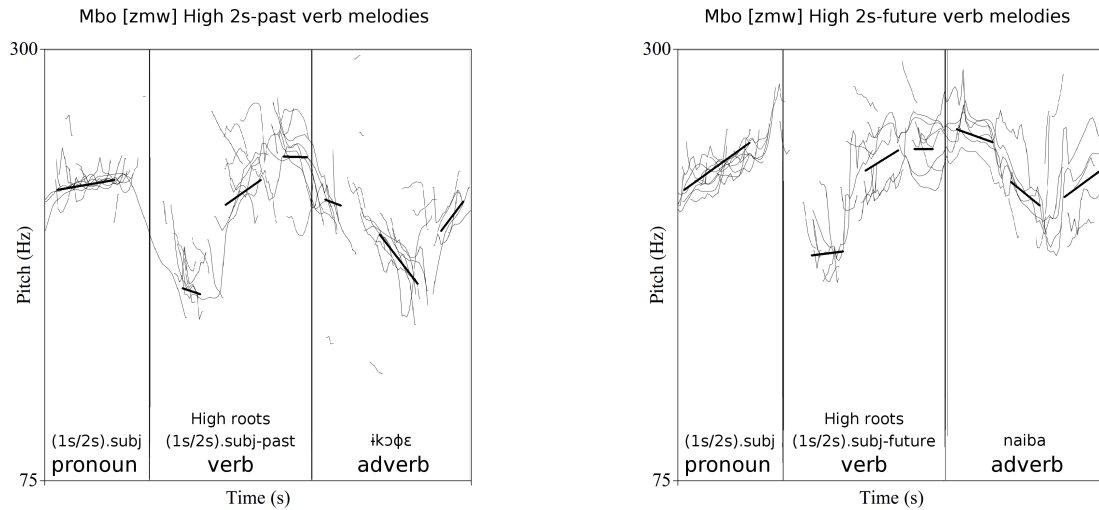 Mbo [zmw] High 2s-past verb melodies
300
Pitch (Hz)
75
High roots
(1s/2s).subj (1s/2s).subj-past ɨkɔɸɛ
pronoun verb adverb
Time (s)
Mbo [zmw] High 2s-future verb melodies
300
Pitch (Hz)
75
High roots
(1s/2s).subj (1s/2s).subj-future naiba
pronoun verb adverb
Time (s)